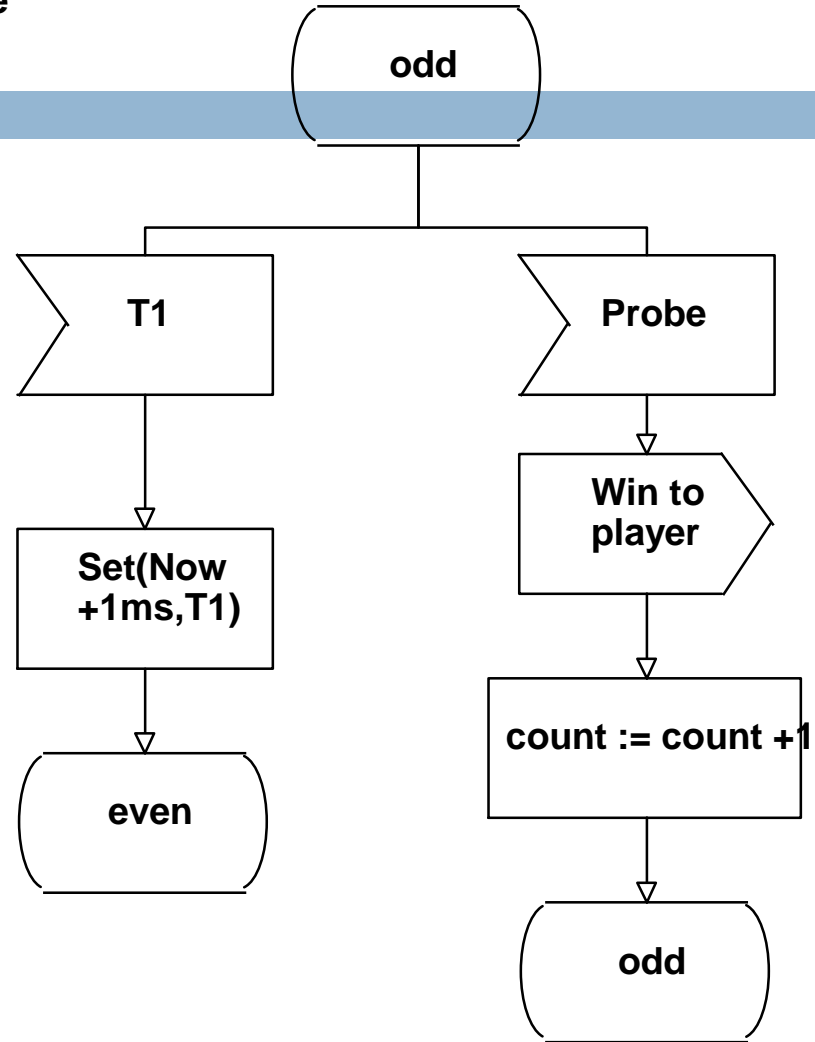 e
odd
T1
Probe
Win to
player
Set(Now
+1ms,T1)
count := count +1
even
odd